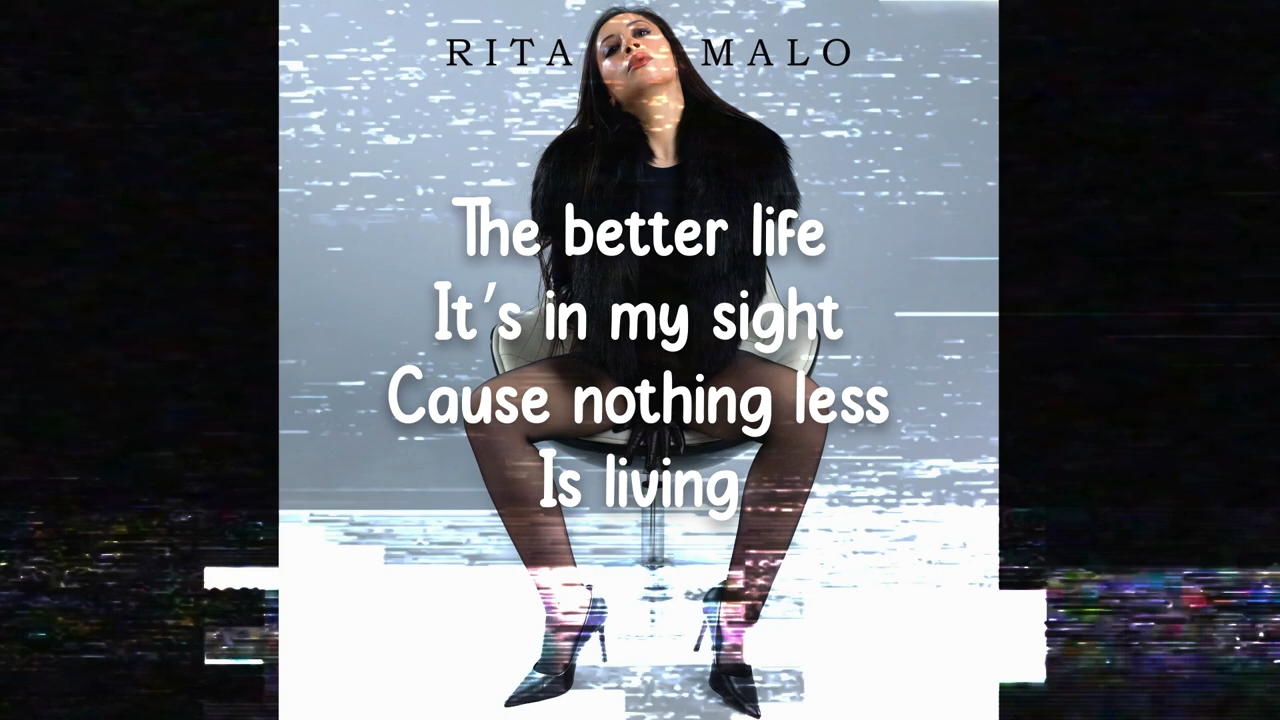 RITA MALO
The better life
It's in my sight
Cause nothing less
Is living